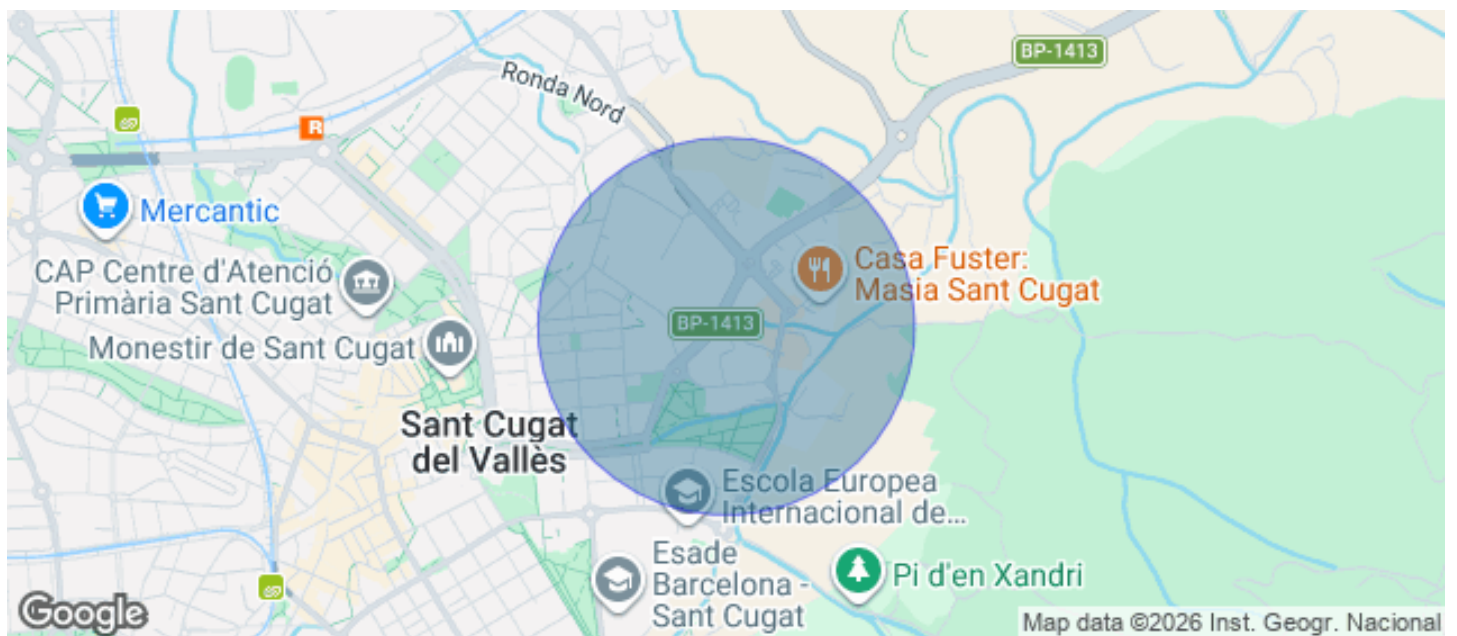 BP-1413
Ronda Nord
R
Mercantic
CAP Centre d'Atenció
Primària Sant Cugat
Casa Fuster:
Masia Sant Cugat
BP-1413
Monestir de Sant Cugat
Sant Cugat
del Vallès
Escola Europea
Internacional de...
Esade
Barcelona -
Sant Cugat
Pi d'en Xandri
Google
Map data ©2026 Inst. Geogr. Nacional